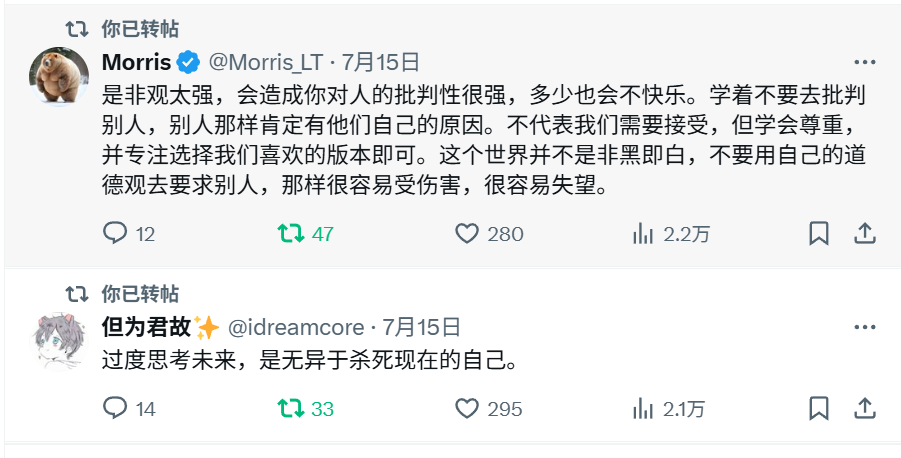 你已转帖
Morris @Morris_LT · 7月15日
是非观太强，会造成你对人的批判性很强，多少也会不快乐。学着不要去批判
别人，别人那样肯定有他们自己的原因。不代表我们需要接受，但学会尊重，
并专注选择我们喜欢的版本即可。这个世界并不是非黑即白，不要用自己的道
德观去要求别人，那样很容易受伤害，很容易失望。
12 47 280 2.2万
你已转帖
但为君故✨ @idreamcore · 7月15日
过度思考未来，是无异于杀死现在的自己。
14 33 295 2.1万